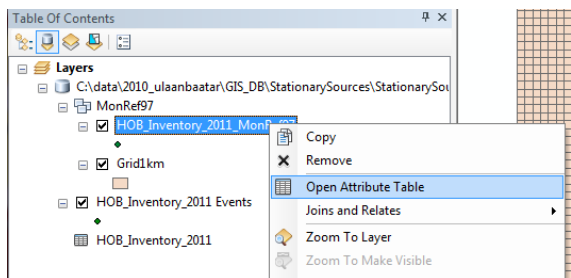 Table Of Contents
Layers
C:\data\2010_ulaanbaatar\GIS_DB\StationarySources\StationarySou
MonRef97
HOB_Inventory_2011_MonRef97
Grid1km
HOB_Inventory_2011 Events
HOB_Inventory_2011
Copy
Remove
Open Attribute Table
Joins and Relates
Zoom To Layer
Zoom To Make Visible